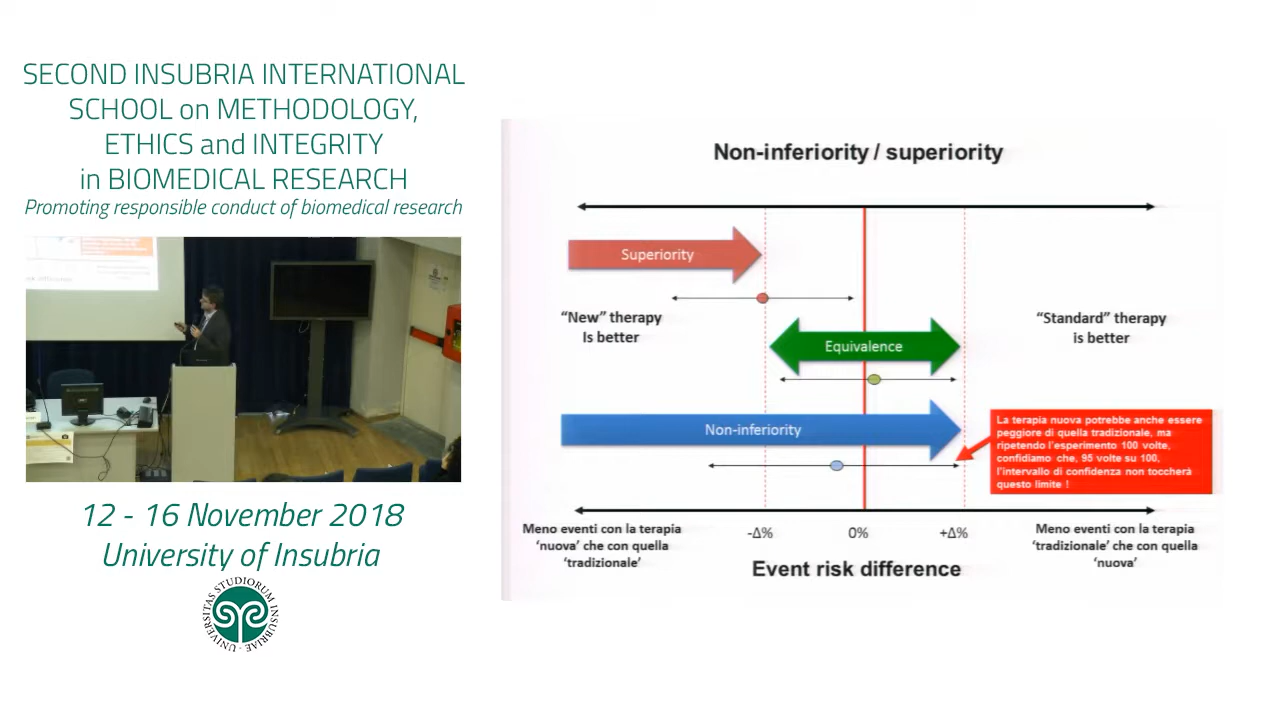 SECOND INSUBRIA INTERNATIONAL
SCHOOL on METHODOLOGY,
ETHICS and INTEGRITY
in BIOMEDICAL RESEARCH
Promoting responsible conduct of biomedical research
12 - 16 November 2018
University of Insubria
UNIVERSITAS STUDIORUM INSUBRIAE
Non-inferiority / superiority
Superiority
“New” therapy
Is better
“Standard” therapy
is better
Equivalence
Non-inferiority
La terapia nuova potrebbe anche essere
peggiore di quella tradizionale, ma
ripetendo l'esperimento 100 volte,
confidiamo che, 95 volte su 100,
l'intervallo di confidenza non toccherà
questo limite !
Meno eventi con la terapia
‘nuova’ che con quella
‘tradizionale’
-Δ%
0%
+Δ%
Meno eventi con la terapia
‘tradizionale’ che con quella
‘nuova’
Event risk difference